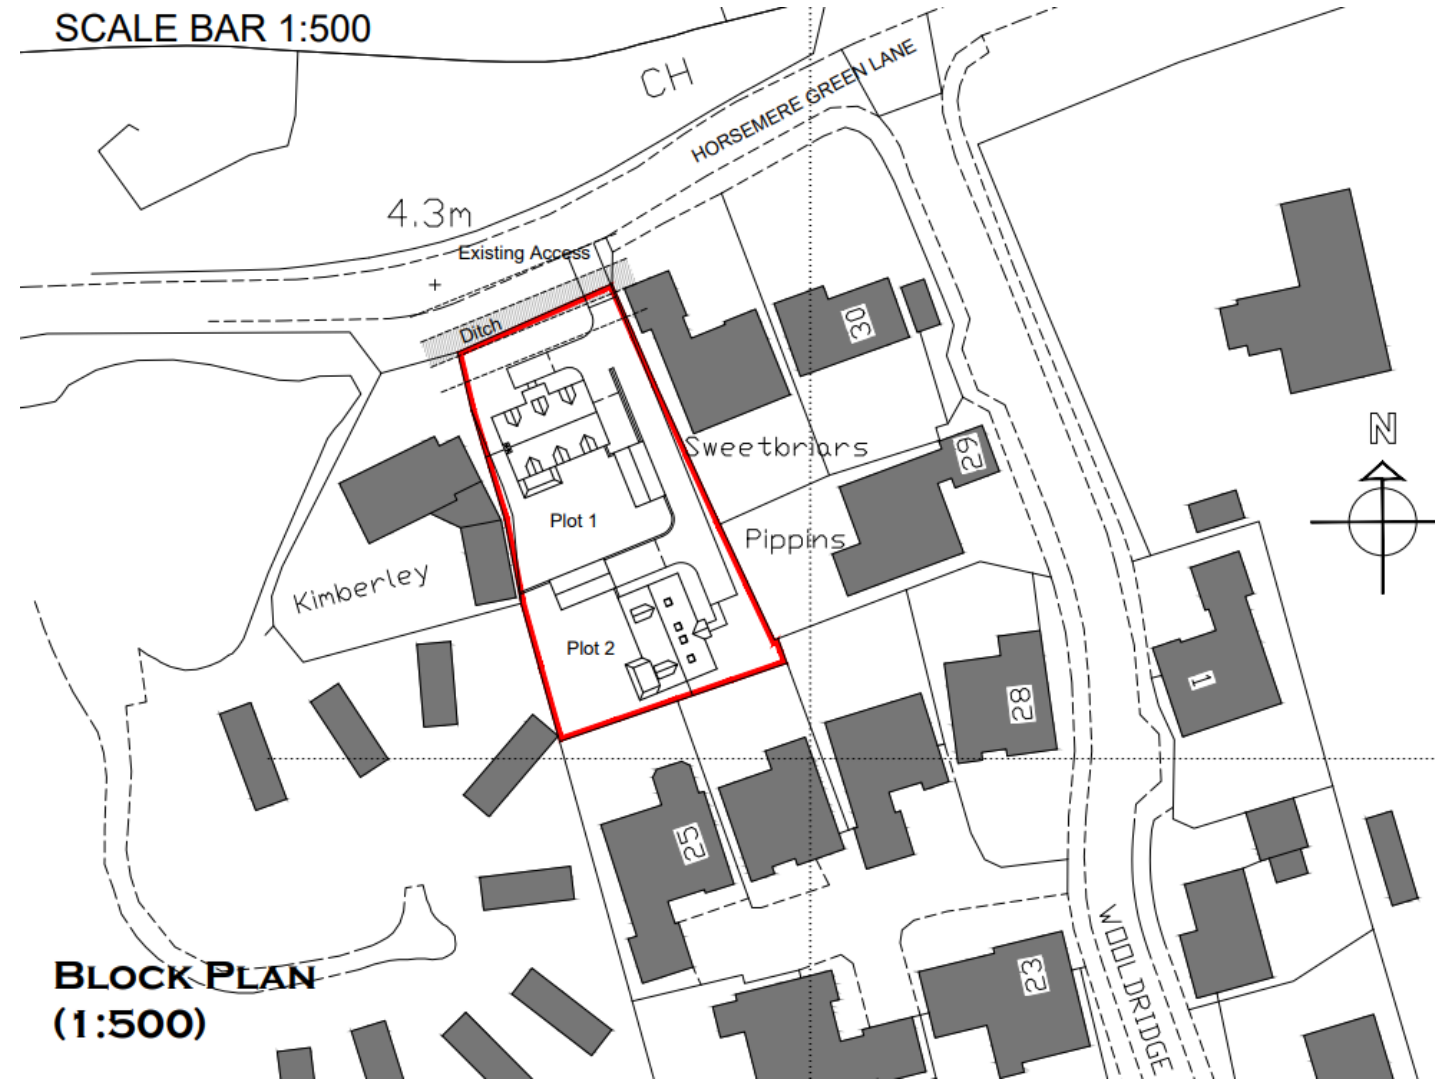 SCALE BAR 1:500
CH
HORSEMERE GREEN LANE
4.3m
Existing Access
Ditch
30
N
Sweetbriars
29
Plot 1
Pippins
Kimberley
Plot 2
1
28
25
WOOLDRIDGE
23
BLOCK PLAN
(1:500)